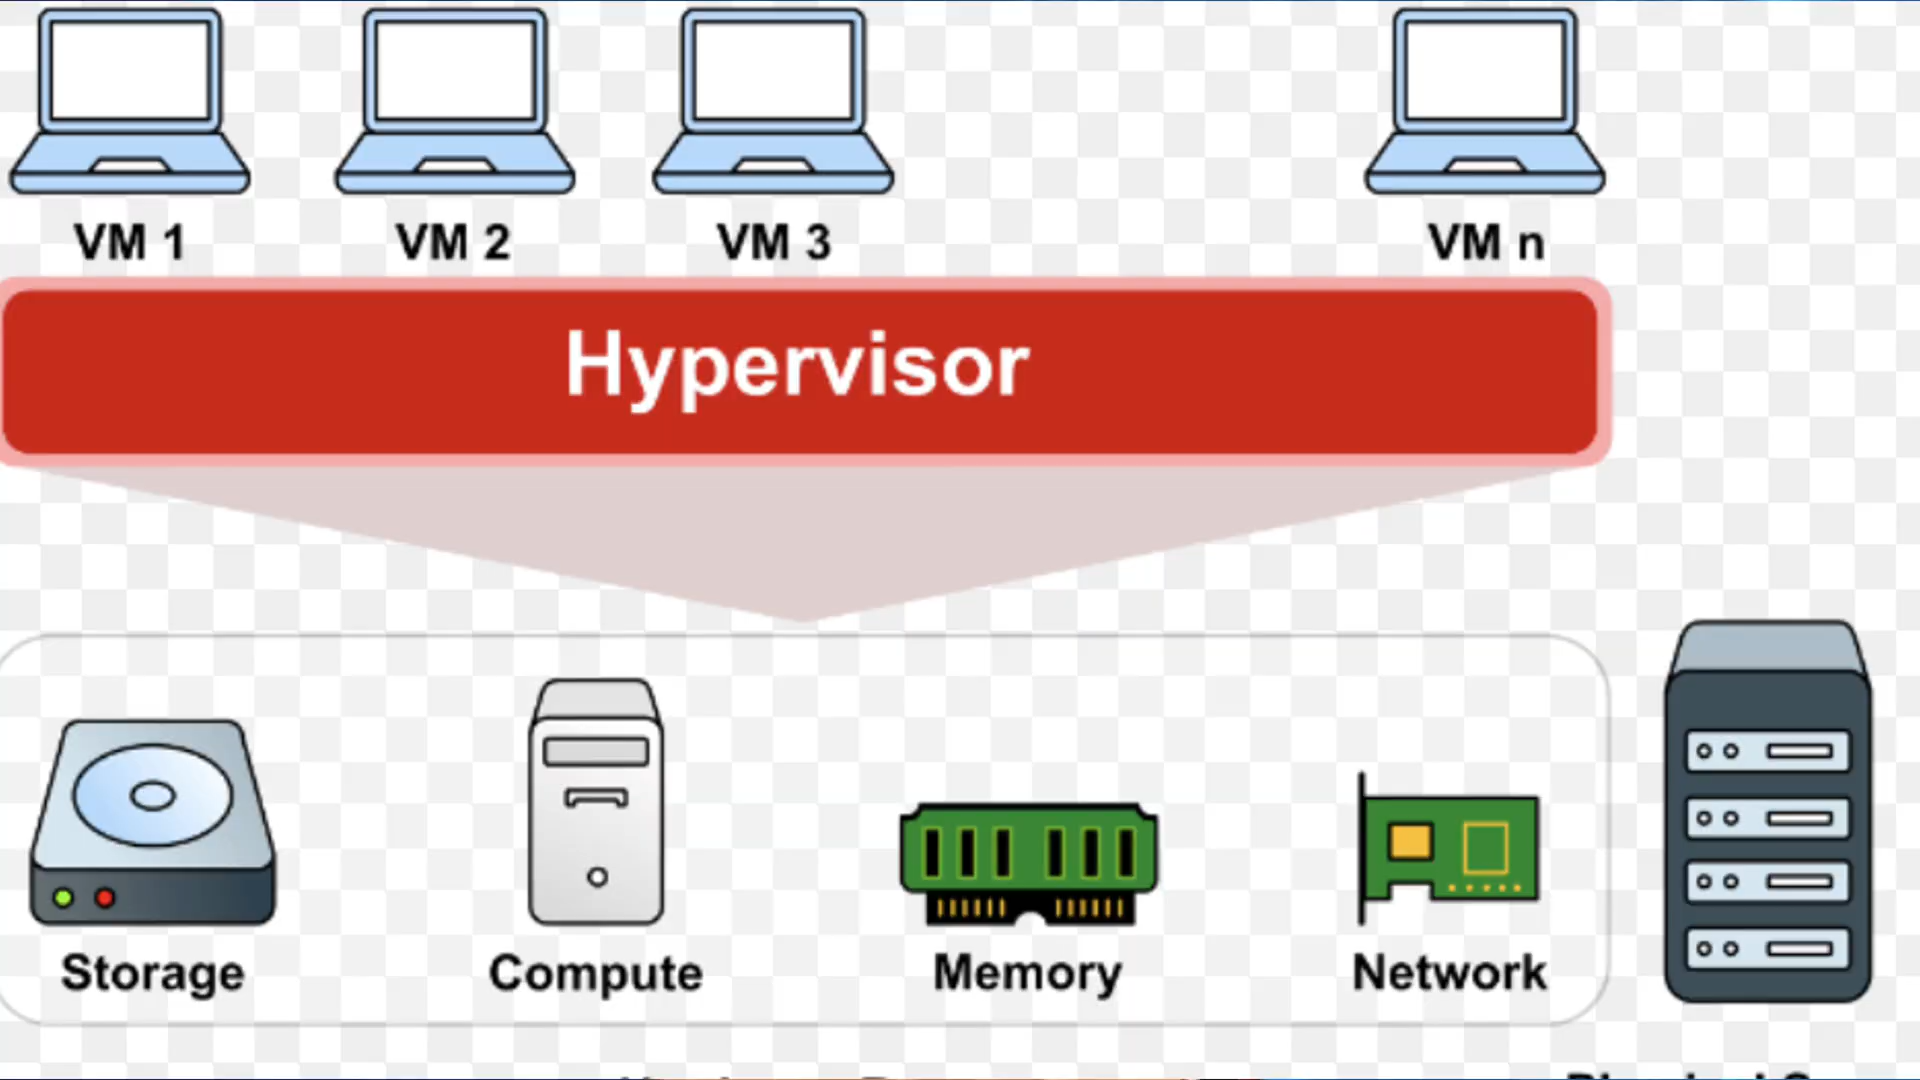 VM 1
VM 2
VM 3
VM n
Hypervisor
Storage
Compute
Memory
Network